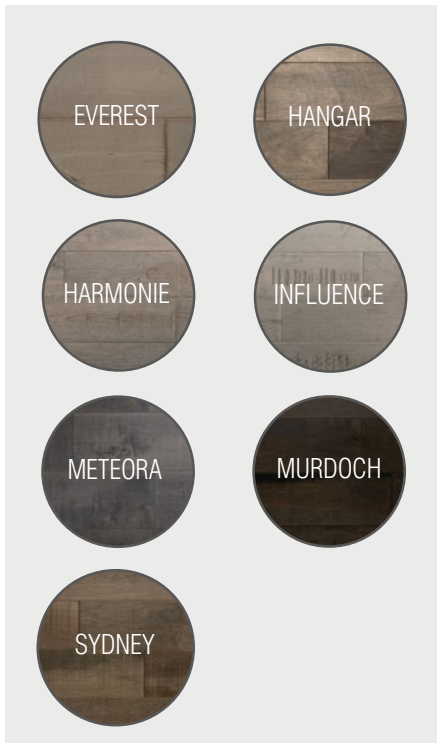 EVEREST
HANGAR
HARMONIE
INFLUENCE
METEORA
MURDOCH
SYDNEY